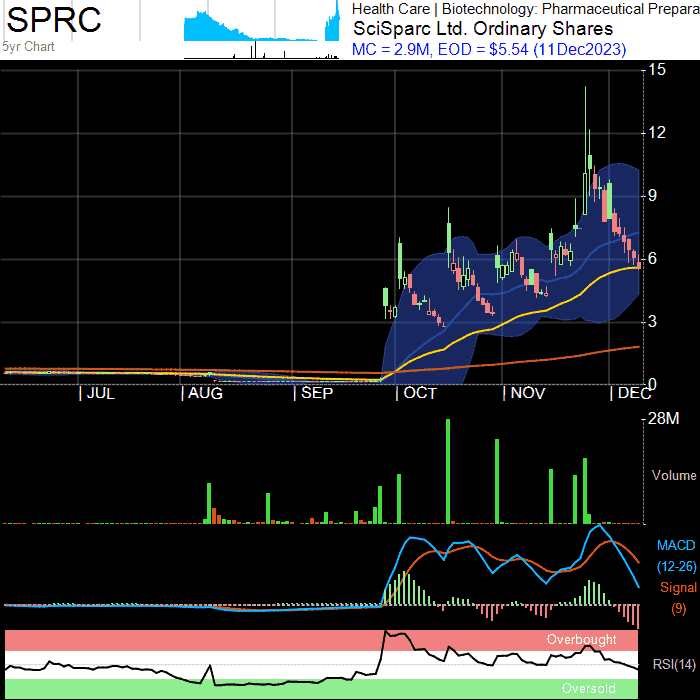 SPRC
5yr Chart
Health Care | Biotechnology: Pharmaceutical Prepara
SciSparc Ltd. Ordinary Shares
MC = 2.9M, EOD = $5.54 (11Dec2023)
15
12
9
6
3
0
| JUL | AUG | SEP | OCT | NOV | DEC
28M
Volume
MACD
(12-26)
Signal
(9)
Overbought
RSI(14)
Oversold